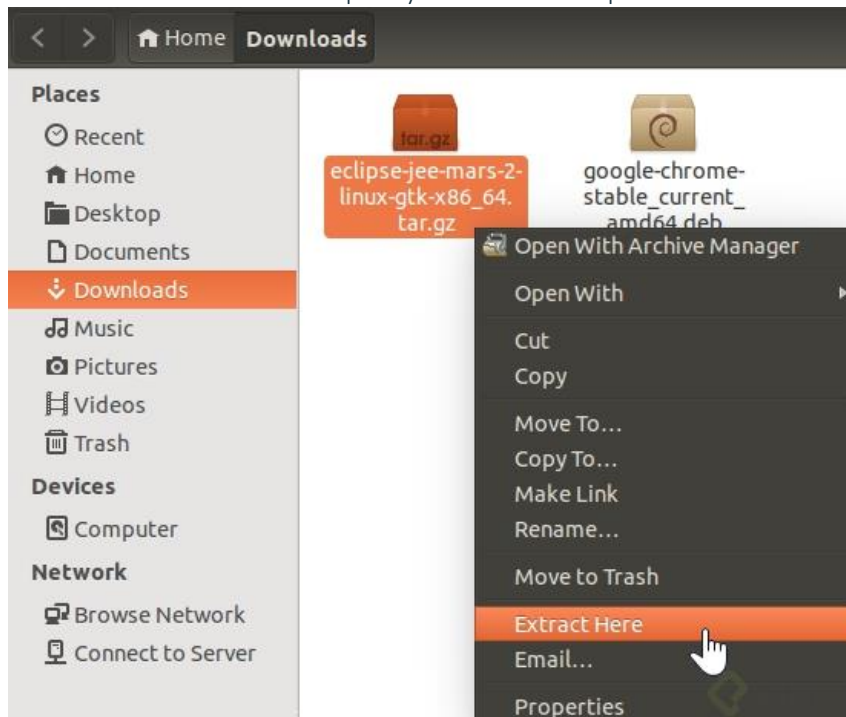 Home Downloads
Places
Recent
Home
Desktop
Documents
Downloads
Music
Pictures
Videos
Trash
Devices
Computer
Network
Browse Network
Connect to Server
tar.gz
eclipse-jee-mars-2-
linux-gtk-x86_64.
tar.gz
google-chrome-
stable_current_
amd64.deb
Open With Archive Manager
Open With
Cut
Copy
Move To...
Copy To...
Make Link
Rename...
Move to Trash
Extract Here
Email...
Properties